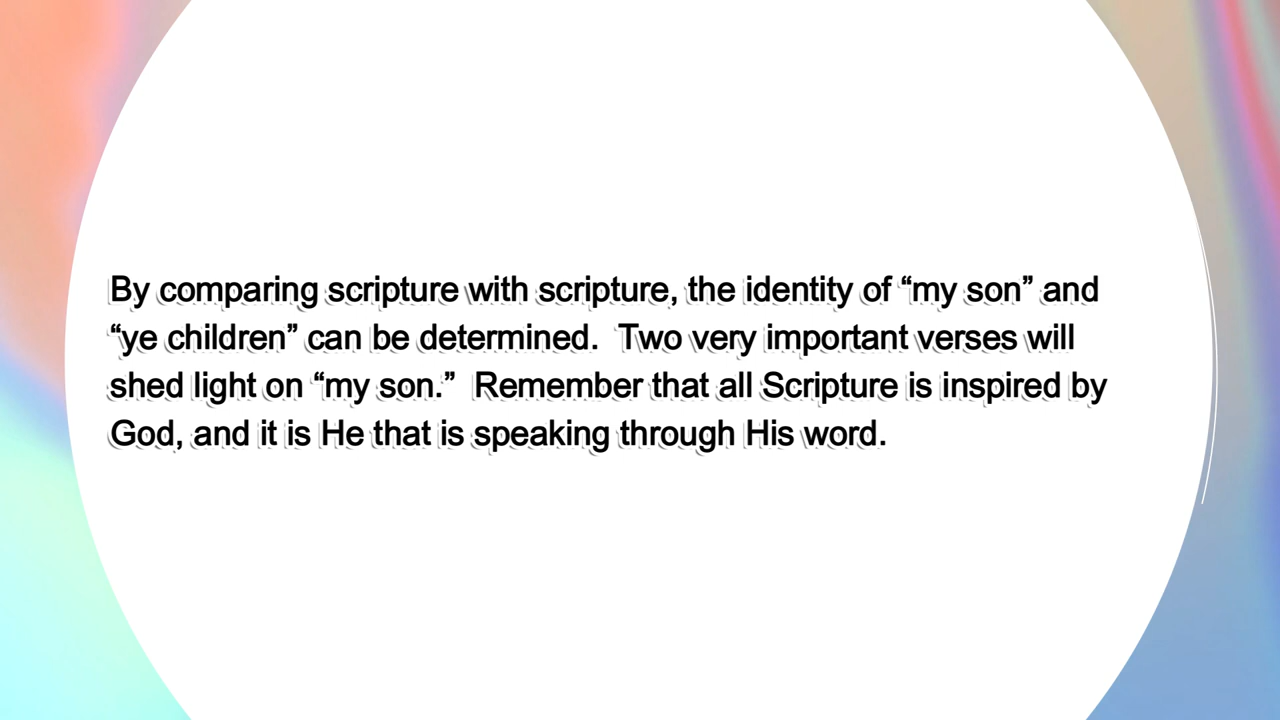 By comparing scripture with scripture, the identity of “my son” and
“ye children” can be determined.  Two very important verses will
shed light on “my son.”  Remember that all Scripture is inspired by
God, and it is He that is speaking through His word.